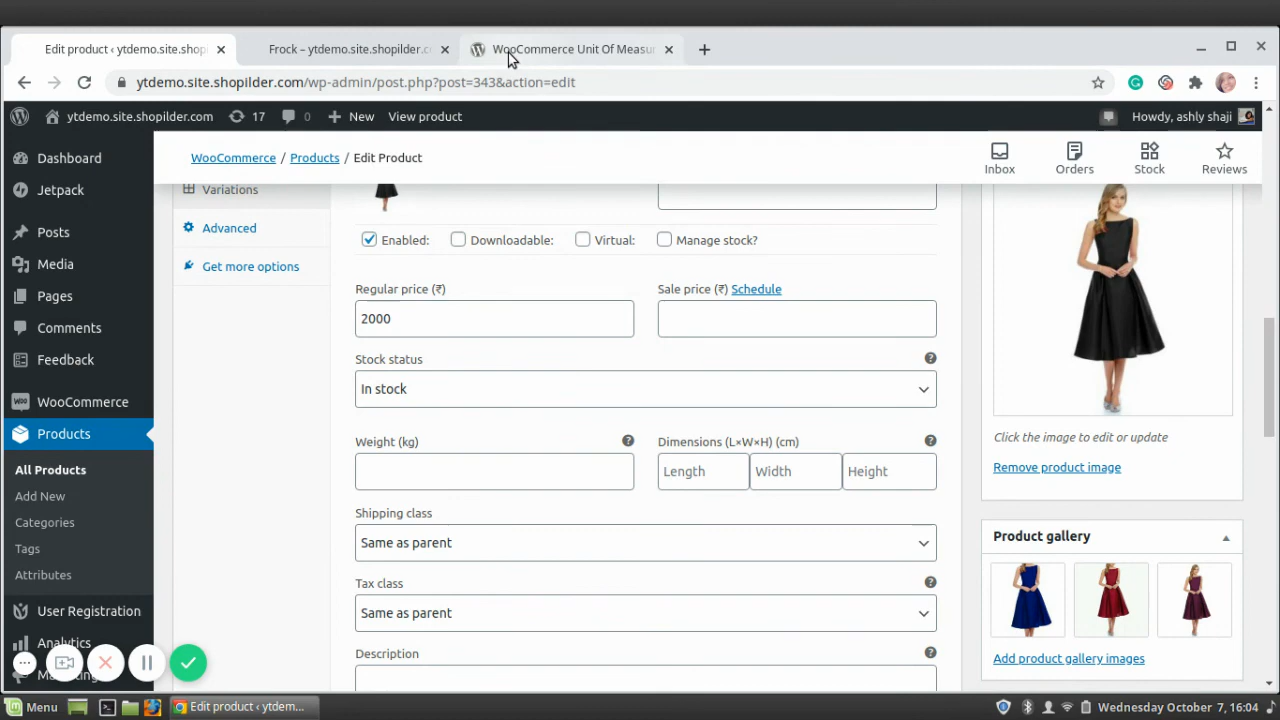 Edit product ‹ ytdemo.site.shop
Frock – ytdemo.site.shopilder.c
WooCommerce Unit Of Measur
ytdemo.site.shopilder.com/wp-admin/post.php?post=343&action=edit
ytdemo.site.shopilder.com 17 0 New View product Howdy, ashly shaji
Dashboard
Jetpack
Posts
Media
Pages
Comments
Feedback
WooCommerce
Products
All Products
Add New
Categories
Tags
Attributes
User Registration
Analytics
WooCommerce / Products / Edit Product
Inbox Orders Stock Reviews
Variations
Advanced
Get more options
Enabled: Downloadable: Virtual: Manage stock?
Regular price (₹) Sale price (₹) Schedule
2000
Stock status
In stock
Weight (kg) Dimensions (L×W×H) (cm)
Length Width Height
Shipping class
Same as parent
Tax class
Same as parent
Description
Click the image to edit or update
Remove product image
Product gallery
Add product gallery images
Menu Edit product ‹ ytdem... Wednesday October 7, 16:04